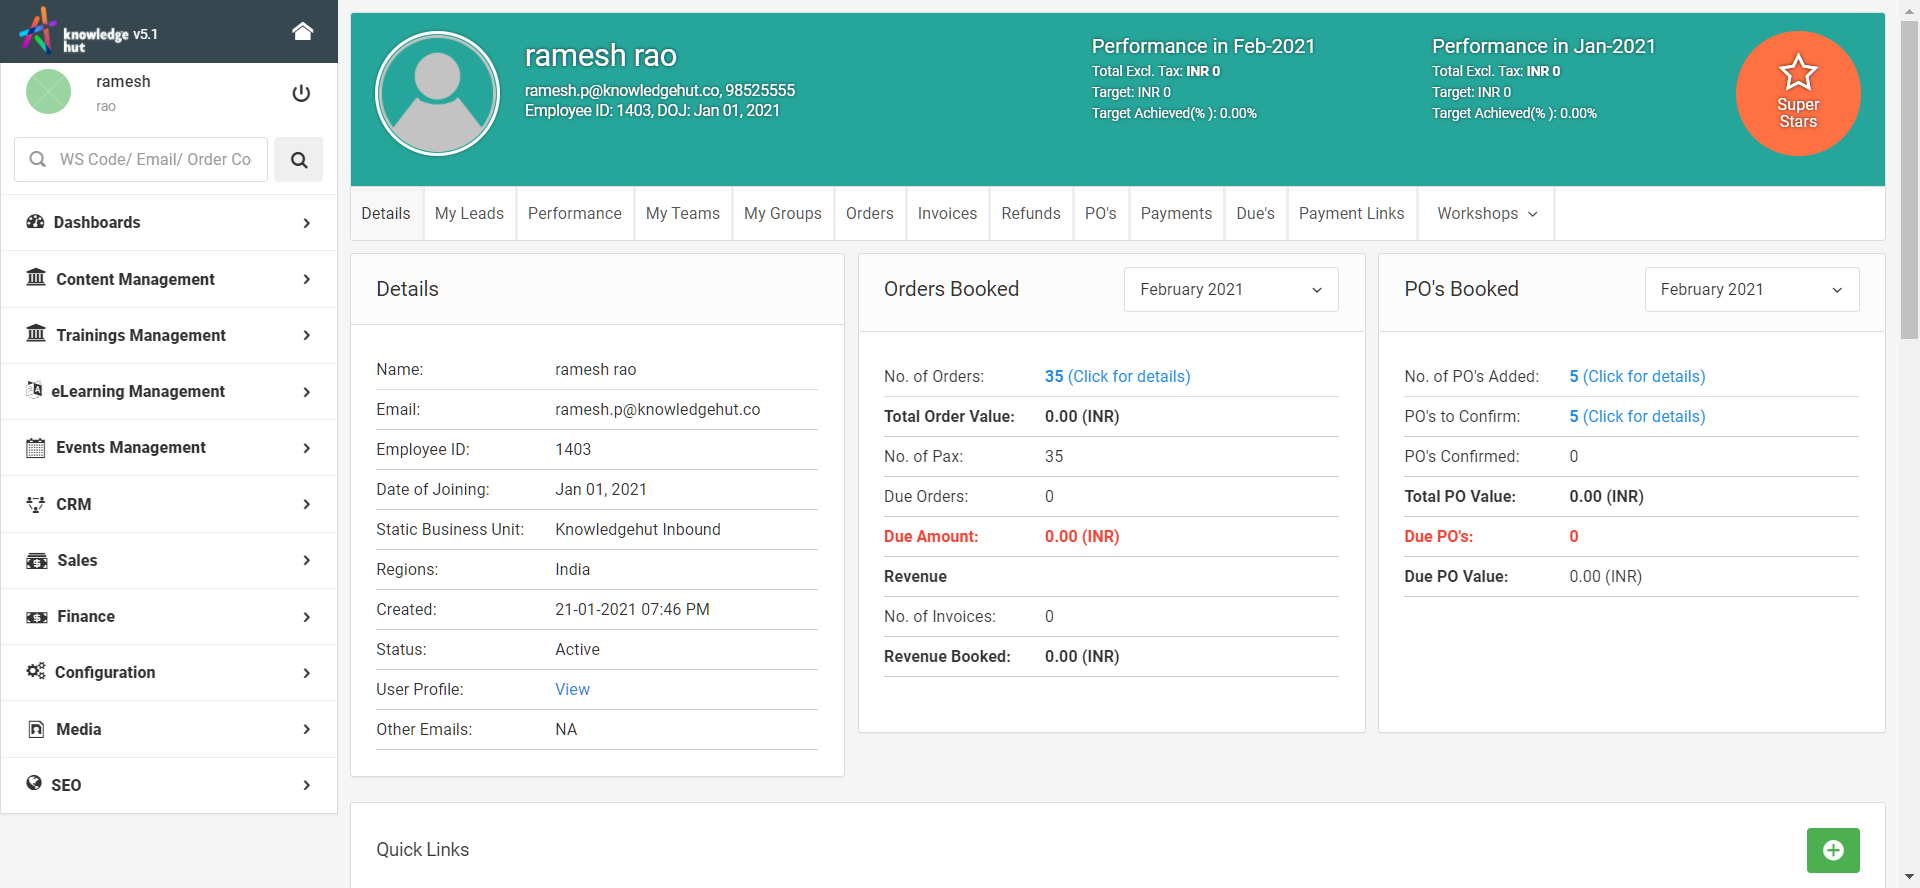 knowledge hut v5.1
ramesh
rao
WS Code/ Email/ Order Co
Dashboards
Content Management
Trainings Management
eLearning Management
Events Management
CRM
Sales
Finance
Configuration
Media
SEO
ramesh rao
ramesh.p@knowledgehut.co, 98525555
Employee ID: 1403, DOJ: Jan 01, 2021
Performance in Feb-2021
Total Excl. Tax: INR 0
Target: INR 0
Target Achieved(% ): 0.00%
Performance in Jan-2021
Total Excl. Tax: INR 0
Target: INR 0
Target Achieved(% ): 0.00%
Super
Stars
Details My Leads Performance My Teams My Groups Orders Invoices Refunds PO's Payments Due's Payment Links Workshops
Details
Name: ramesh rao
Email: ramesh.p@knowledgehut.co
Employee ID: 1403
Date of Joining: Jan 01, 2021
Static Business Unit: Knowledgehut Inbound
Regions: India
Created: 21-01-2021 07:46 PM
Status: Active
User Profile: View
Other Emails: NA
Orders Booked February 2021
No. of Orders: 35 (Click for details)
Total Order Value: 0.00 (INR)
No. of Pax: 35
Due Orders: 0
Due Amount: 0.00 (INR)
Revenue
No. of Invoices: 0
Revenue Booked: 0.00 (INR)
PO's Booked February 2021
No. of PO's Added: 5 (Click for details)
PO's to Confirm: 5 (Click for details)
PO's Confirmed: 0
Total PO Value: 0.00 (INR)
Due PO's: 0
Due PO Value: 0.00 (INR)
Quick Links